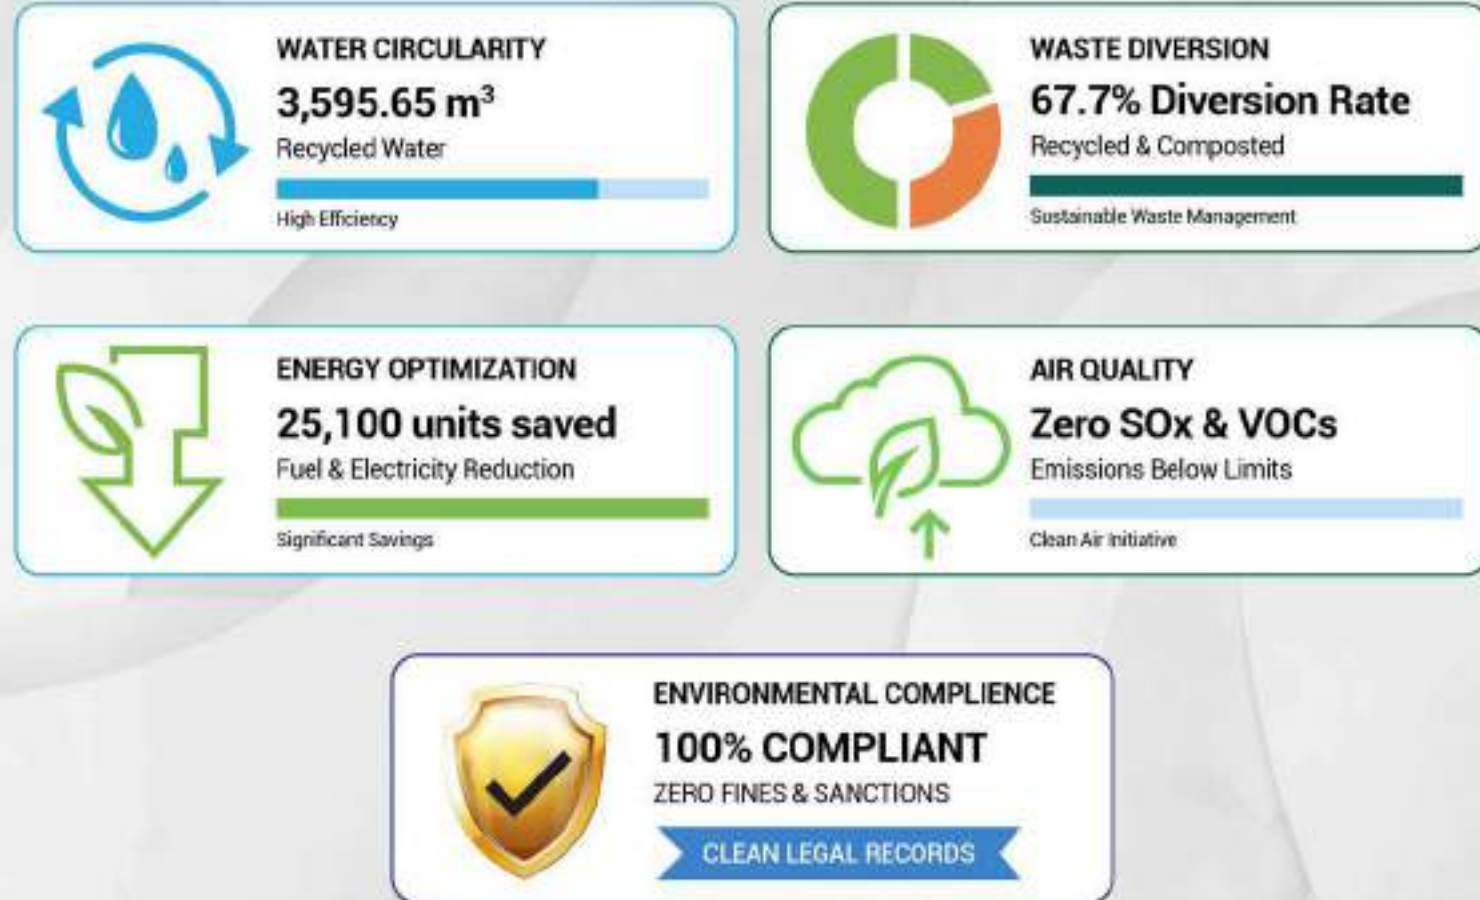 WATER CIRCULARITY
3,595.65 m³
Recycled Water
High Efficiency
WASTE DIVERSION
67.7% Diversion Rate
Recycled & Composted
Sustainable Waste Management
ENERGY OPTIMIZATION
25,100 units saved
Fuel & Electricity Reduction
Significant Savings
AIR QUALITY
Zero SOx & VOCs
Emissions Below Limits
Clean Air Initiative
ENVIRONMENTAL COMPLIENCE
100% COMPLIANT
ZERO FINES & SANCTIONS
CLEAN LEGAL RECORDS